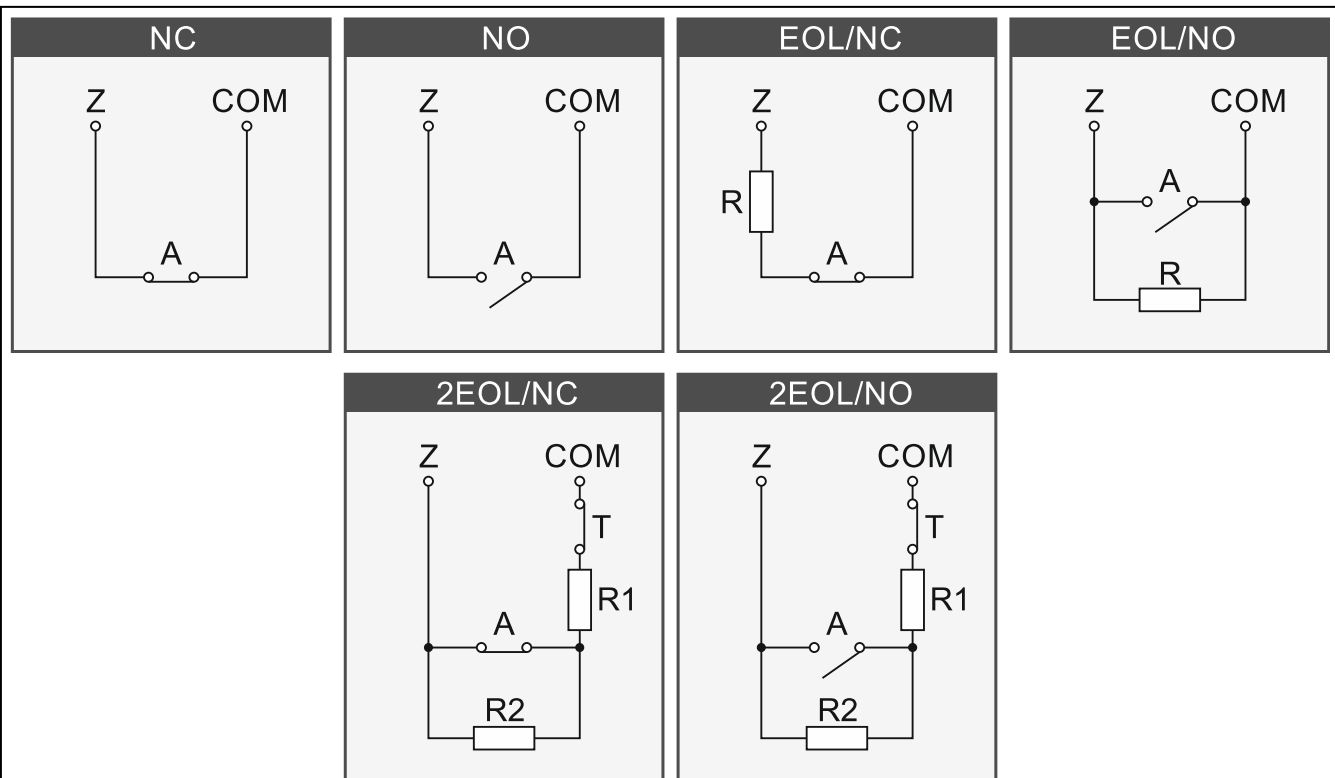 NC
Z COM
A
NO
Z COM
A
EOL/NC
Z COM
R
A
EOL/NO
Z COM
A
R
2EOL/NC
Z COM
T
R1
A
R2
2EOL/NO
Z COM
T
R1
A
R2